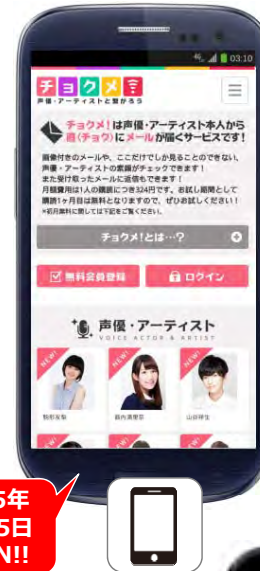 4G 03:10
チョクメ!
声優・アーティストと繋がろう
チョクメ!は声優・アーティスト本人から
直(チョク)にメールが届くサービスです!
画像付きのメールや、ここだけでしか見ることのできない、
声優・アーティストの素顔がチェックできます!
また受け取ったメールに返信もできます!
月額費用は1人の購読につき324円です。お試し期間として
購読1ヶ月目は無料となりますので、ぜひお試しください!
*初月無料に関しては下記をご覧ください。
チョクメ!とは…?
無料会員登録
ログイン
声優・アーティスト
VOICE ACTOR & ARTIST
NEW!
NEW!
NEW!
駒形友梨
NEW!
NEW!
NEW!
5年
5日
N!!